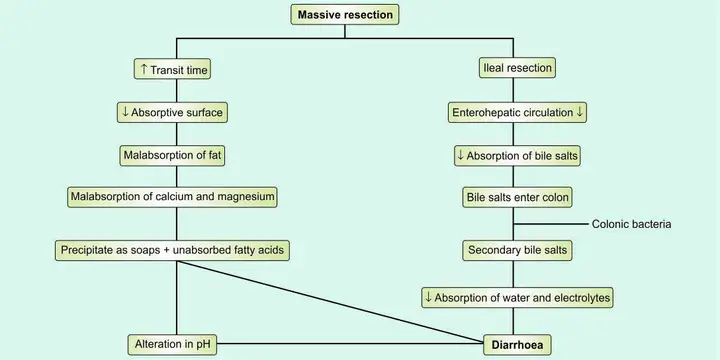 Massive resection
↑ Transit time
Ileal resection
↓ Absorptive surface
Enterohepatic circulation ↓
Malabsorption of fat
↓ Absorption of bile salts
Malabsorption of calcium and magnesium
Bile salts enter colon
Colonic bacteria
Precipitate as soaps + unabsorbed fatty acids
Secondary bile salts
↓ Absorption of water and electrolytes
Alteration in pH
Diarrhoea